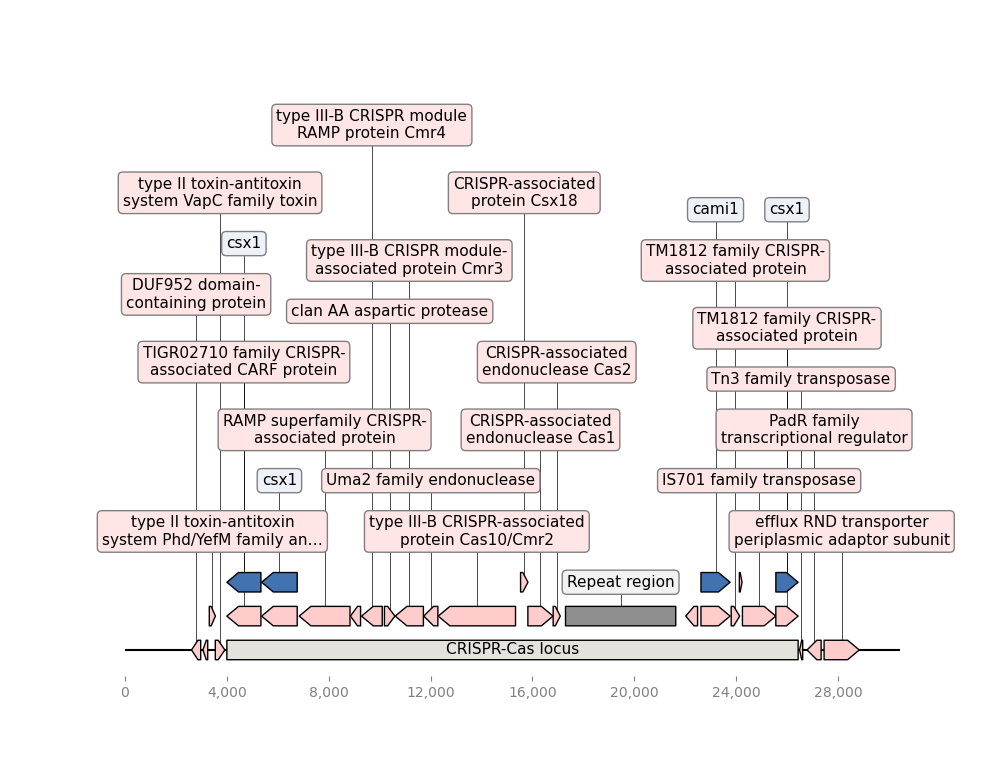 type III-B CRISPR module
RAMP protein Cmr4
type II toxin-antitoxin
system VapC family toxin
CRISPR-associated
protein Csx18
cami1
csx1
csx1
type III-B CRISPR module-
associated protein Cmr3
TM1812 family CRISPR-
associated protein
DUF952 domain-
containing protein
clan AA aspartic protease
TM1812 family CRISPR-
associated protein
TIGR02710 family CRISPR-
associated CARF protein
CRISPR-associated
endonuclease Cas2
Tn3 family transposase
RAMP superfamily CRISPR-
associated protein
CRISPR-associated
endonuclease Cas1
PadR family
transcriptional regulator
csx1
Uma2 family endonuclease
IS701 family transposase
type II toxin-antitoxin
system Phd/YefM family an...
type III-B CRISPR-associated
protein Cas10/Cmr2
efflux RND transporter
periplasmic adaptor subunit
Repeat region
CRISPR-Cas locus
0 4,000 8,000 12,000 16,000 20,000 24,000 28,000